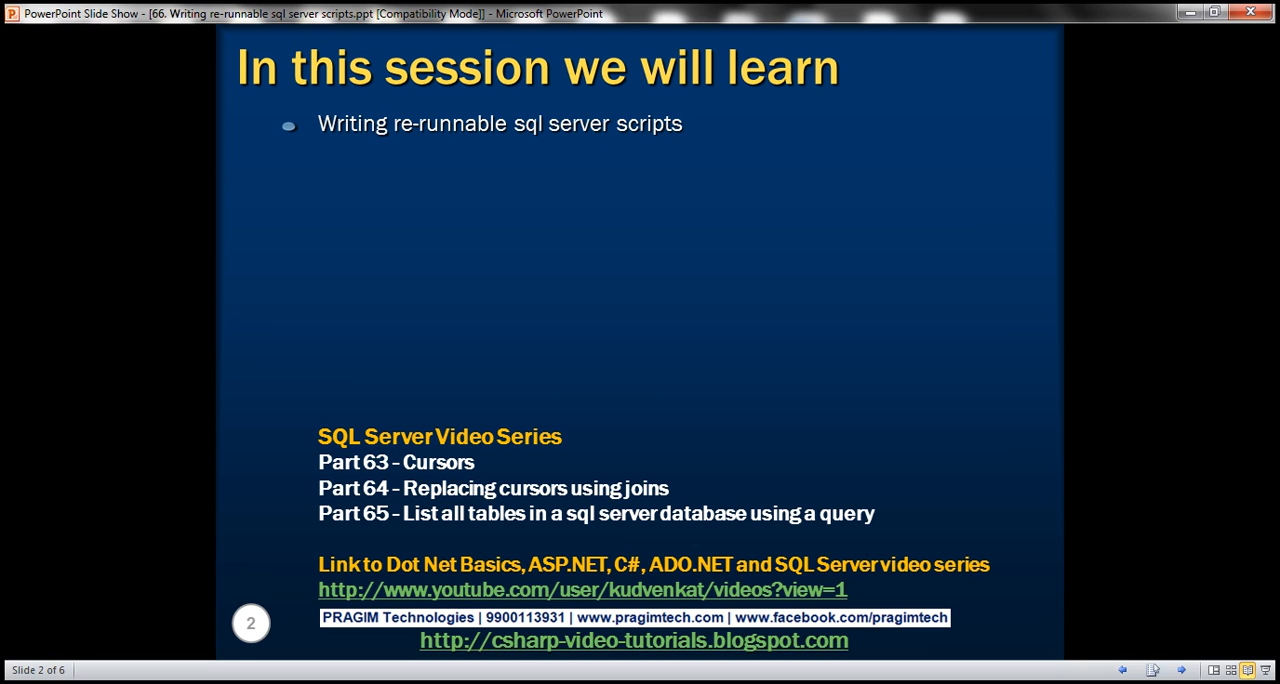 PowerPoint Slide Show - [66. Writing re-runnable sql server scripts.ppt [Compatibility Mode]] - Microsoft PowerPoint
In this session we will learn
Writing re-runnable sql server scripts
SQL Server Video Series
Part 63 - Cursors
Part 64 - Replacing cursors using joins
Part 65 - List all tables in a sql server database using a query
Link to Dot Net Basics, ASP.NET, C#, ADO.NET and SQL Server video series
http://www.youtube.com/user/kudvenkat/videos?view=1
PRAGIM Technologies | 9900113931 | www.pragimtech.com | www.facebook.com/pragimtech
2
http://csharp-video-tutorials.blogspot.com
Slide 2 of 6